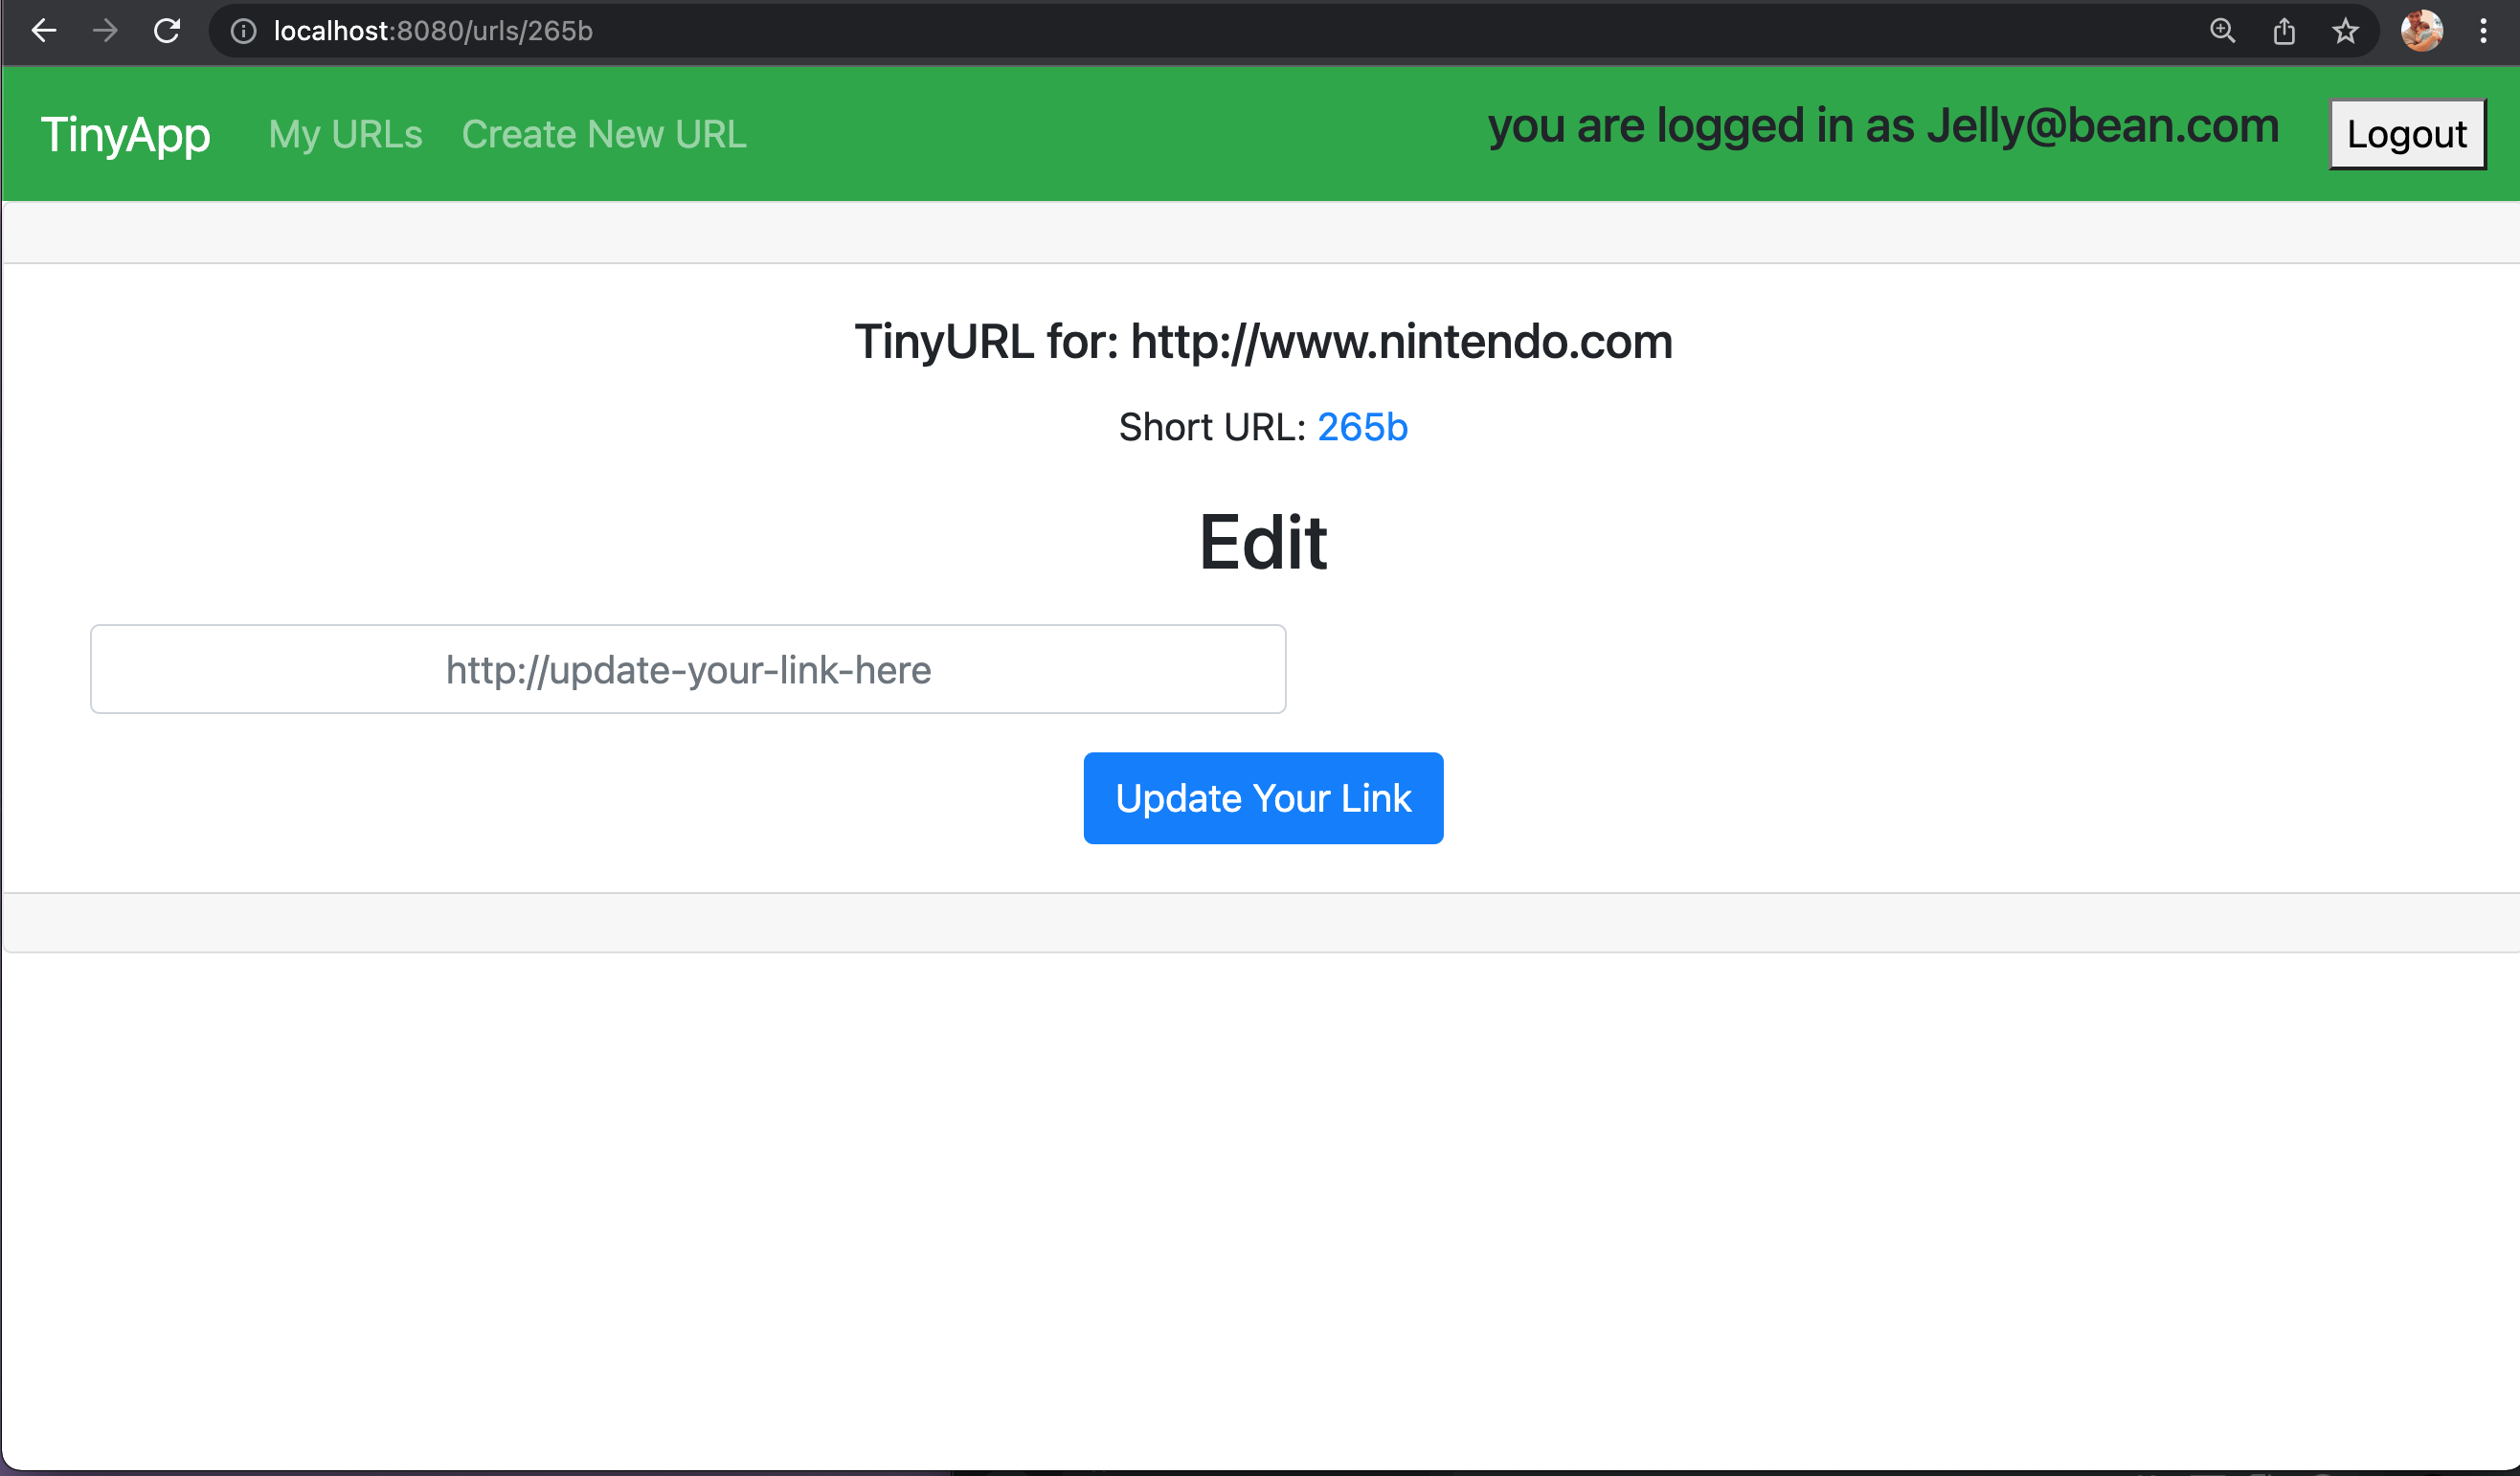 localhost:8080/urls/265b
TinyApp My URLs Create New URL you are logged in as Jelly@bean.com Logout
TinyURL for: http://www.nintendo.com
Short URL: 265b
Edit
http://update-your-link-here
Update Your Link